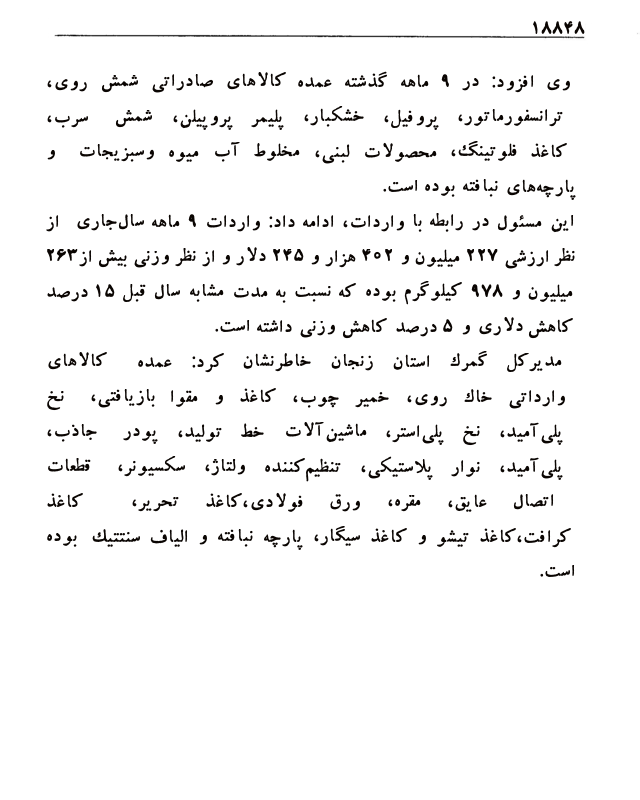 ۱۸۸۴۸
وی افزود: در ۹ ماهه گذشته عمده کالاهای صادراتی شمش روی،
ترانسفورماتور، پروفیل، خشکبار، پلیمر پروپیلن، شمش سرب،
کاغذ فلوتینگ، محصولات لبنی، مخلوط آب میوه وسبزیجات و
پارچه‌های نبافته بوده است.
این مسئول در رابطه با واردات، ادامه داد: واردات ۹ ماهه سال‌جاری از
نظر ارزشی ۲۲۷ میلیون و ۴۰۲ هزار و ۲۴۵ دلار و از نظر وزنی بیش از۲۶۳
میلیون و ۹۷۸ کیلوگرم بوده که نسبت به مدت مشابه سال قبل ۱۵ درصد
کاهش دلاری و ۵ درصد کاهش وزنی داشته است.
مدیرکل گمرك استان زنجان خاطرنشان کرد: عمده کالاهای
وارداتی خاك روی، خمیر چوب، کاغذ و مقوا بازیافتی، نخ
پلی‌آمید، نخ پلی‌استر، ماشین‌آلات خط تولید، پودر جاذب،
پلی‌آمید، نوار پلاستیکی، تنظیم‌کننده ولتاژ، سکسیونر، قطعات
اتصال عایق، مقره، ورق فولادی،کاغذ تحریر، کاغذ
کرافت،کاغذ تیشو و کاغذ سیگار، پارچه نبافته و الیاف سنتتیك بوده
است.